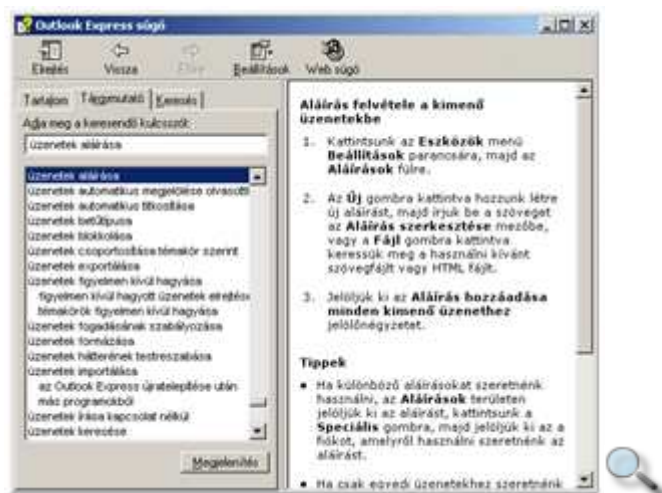 Outlook Express súgó
Elrejtés Vissza Előre Beállítások Web súgó
Tartalom Tárgymutató Keresés
Adja meg a keresendő kulcsszót:
üzenetek aláírása
üzenetek aláírása
üzenetek automatikus megjelölése olvasott
üzenetek automatikus titkosítása
üzenetek betűtípusa
üzenetek blokkolása
üzenetek csoportosítása témakör szerint
üzenetek exportálása
üzenetek figyelmen kívül hagyása
figyelmen kívül hagyott üzenetek elrejtése
témakörök figyelmen kívül hagyása
üzenetek fogadásának szabályozása
üzenetek formázása
üzenetek hátterének testreszabása
üzenetek importálása
az Outlook Express újratelepítése után
más programokból
üzenetek írása kapcsolat nélkül
üzenetek keresése
Megjelenítés
Aláírás felvétele a kimenő
üzenetekbe
1. Kattintsunk az Eszközök menü
Beállítások parancsára, majd az
Aláírások fülre.
2. Az Új gombra kattintva hozzunk létre
új aláírást, majd írjuk be a szöveget
az Aláírás szerkesztése mezőbe,
vagy a Fájl gombra kattintva
keressük meg a használni kívánt
szövegfájlt vagy HTML fájlt.
3. Jelöljük ki az Aláírás hozzáadása
minden kimenő üzenethez
jelölőnégyzetet.
Tippek
• Ha különböző aláírásokat szeretnénk
használni, az Aláírások területen
jelöljük ki az aláírást, kattintsunk a
Speciális gombra, majd jelöljük ki az a
fiókot, amelyről használni szeretnénk az
aláírást.
• Ha csak egyedi üzenetekhez szeretnénk